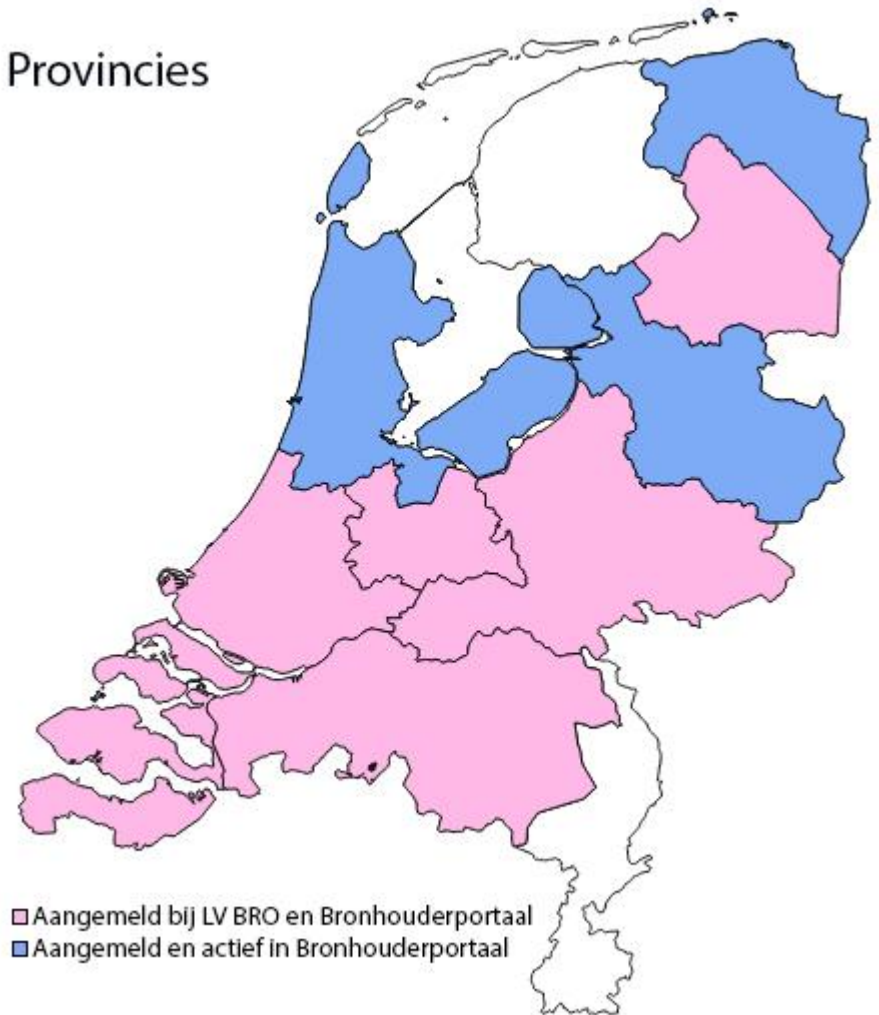 Provincies
Aangemeld bij LV BRO en Bronhouderportaal
Aangemeld en actief in Bronhouderportaal